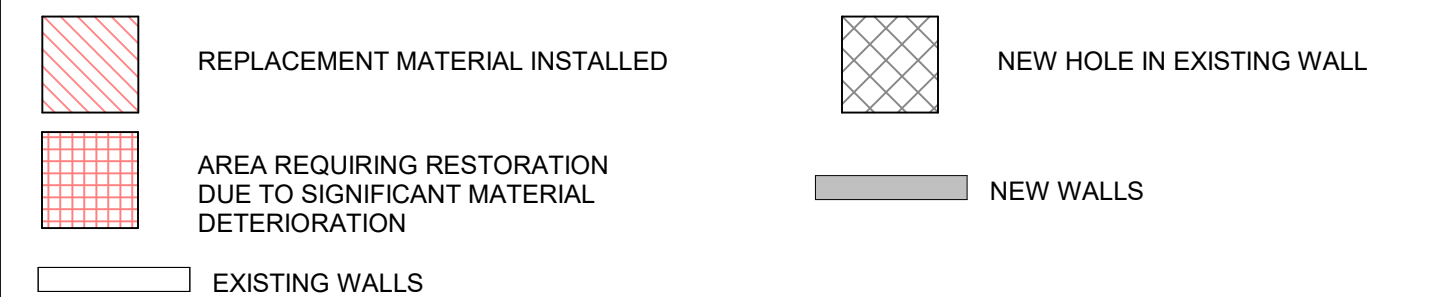 REPLACEMENT MATERIAL INSTALLED
NEW HOLE IN EXISTING WALL
AREA REQUIRING RESTORATION
DUE TO SIGNIFICANT MATERIAL
DETERIORATION
NEW WALLS
EXISTING WALLS